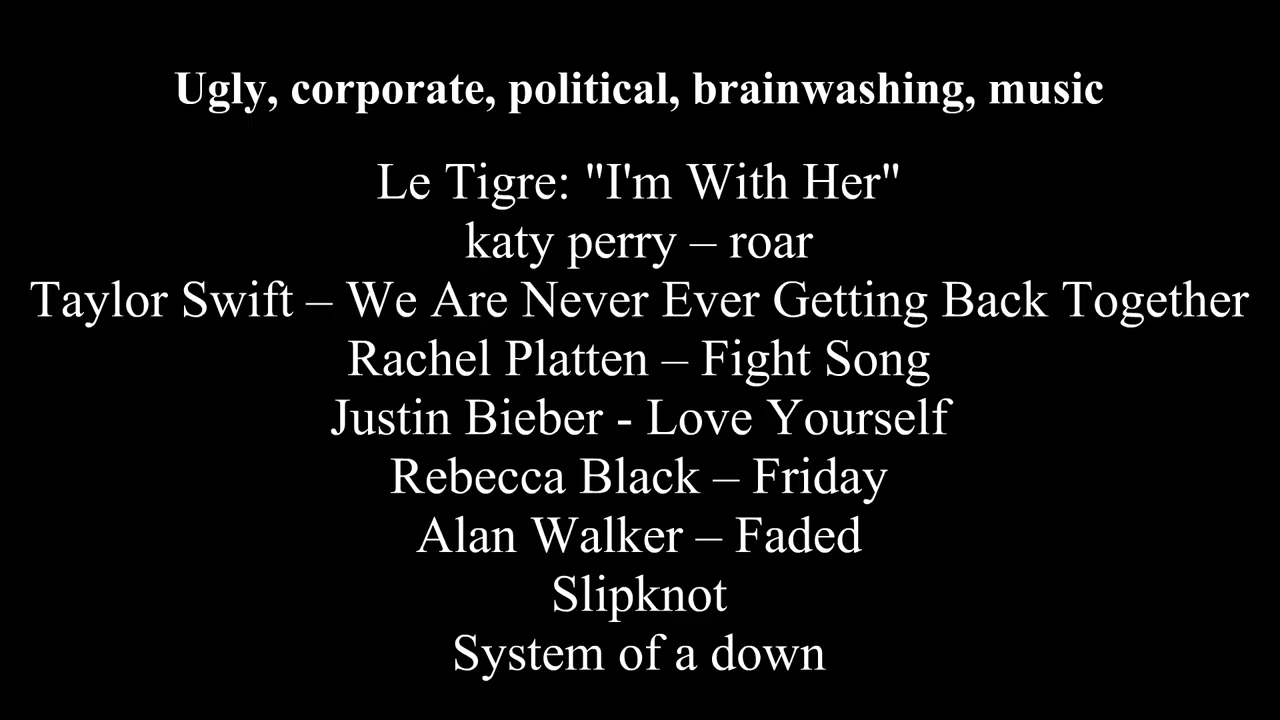 Ugly, corporate, political, brainwashing, music
Le Tigre: "I'm With Her"
katy perry – roar
Taylor Swift – We Are Never Ever Getting Back Together
Rachel Platten – Fight Song
Justin Bieber - Love Yourself
Rebecca Black – Friday
Alan Walker – Faded
Slipknot
System of a down